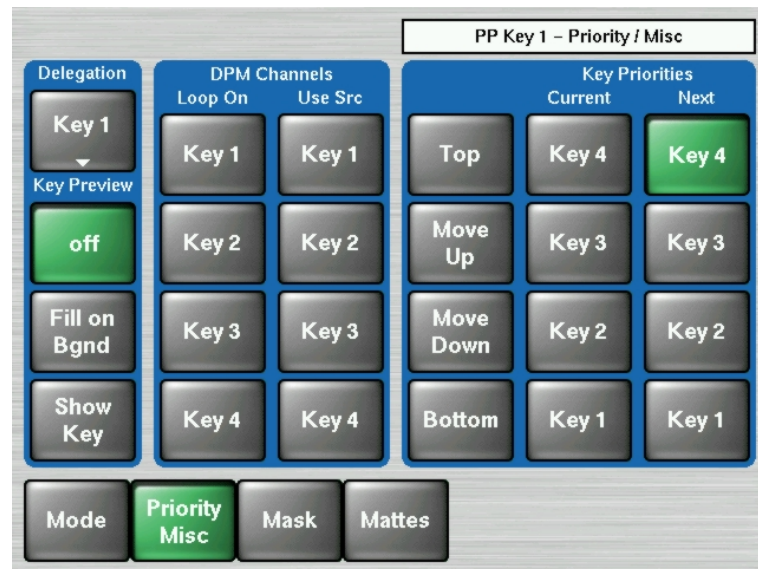 PP Key 1 – Priority / Misc
Delegation
Key 1
Key Preview
off
Fill on
Bgnd
Show
Key
DPM Channels
Loop On Use Src
Key 1 Key 1
Key 2 Key 2
Key 3 Key 3
Key 4 Key 4
Key Priorities
Current Next
Top Key 4 Key 4
Move
Up
Key 3 Key 3
Move
Down
Key 2 Key 2
Bottom Key 1 Key 1
Mode
Priority
Misc
Mask
Mattes